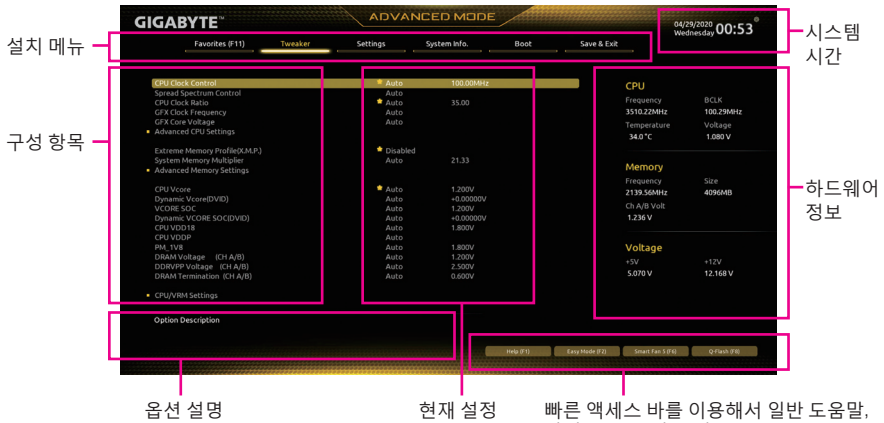 GIGABYTE™
ADVANCED MODE
04/29/2020
Wednesday
00:53
시스템
시간
설치 메뉴
Favorites (F11) Tweaker Settings System Info. Boot Save & Exit
구성 항목
CPU Clock Control Auto 100.00MHz
Spread Spectrum Control Auto
CPU Clock Ratio Auto 35.00
GFX Clock Frequency Auto
GFX Core Voltage Auto
Advanced CPU Settings
Extreme Memory Profile(X.M.P.) Disabled
System Memory Multiplier Auto 21.33
Advanced Memory Settings
CPU Vcore Auto 1.200V
Dynamic Vcore(DVID) Auto +0.00000V
VCORE SOC Auto 1.200V
Dynamic VCORE SOC(DVID) Auto +0.00000V
CPU VDD18 Auto 1.800V
CPU VDDP Auto
PM_1V8 Auto 1.800V
DRAM Voltage (CH A/B) Auto 1.200V
DDRVPP Voltage (CH A/B) Auto 2.500V
DRAM Termination (CH A/B) Auto 0.600V
CPU/VRM Settings
CPU
Frequency BCLK
3510.22MHz 100.29MHz
Temperature Voltage
34.0 °C 1.080 V
Memory
Frequency Size
2139.56MHz 4096MB
Ch A/B Volt
1.236 V
Voltage
+5V +12V
5.070 V 12.168 V
하드웨어
정보
Option Description
Help (F1) Easy Mode (F2) Smart Fan 5 (F6) Q-Flash (F8)
옵션 설명
현재 설정
빠른 액세스 바를 이용해서 일반 도움말,